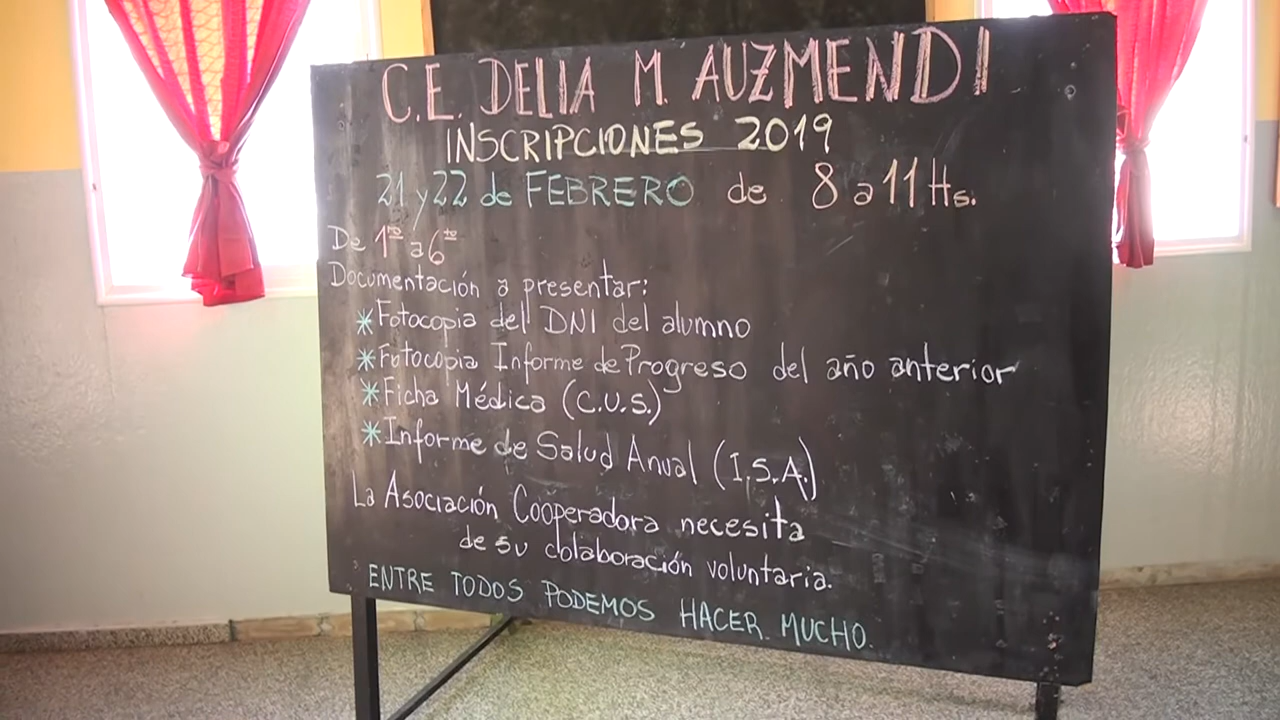 C.E. DELIA M. AUZMENDI
INSCRIPCIONES 2019
21 y 22 de FEBRERO de 8 a 11 Hs.
De 1ro a 6to
Documentación a presentar:
* Fotocopia del DNI del alumno
* Fotocopia Informe de Progreso del año anterior
* Ficha Médica (C.U.S.)
* Informe de Salud Anual (I.S.A.)
La Asociación Cooperadora necesita
de su colaboración voluntaria.
ENTRE TODOS PODEMOS HACER MUCHO.